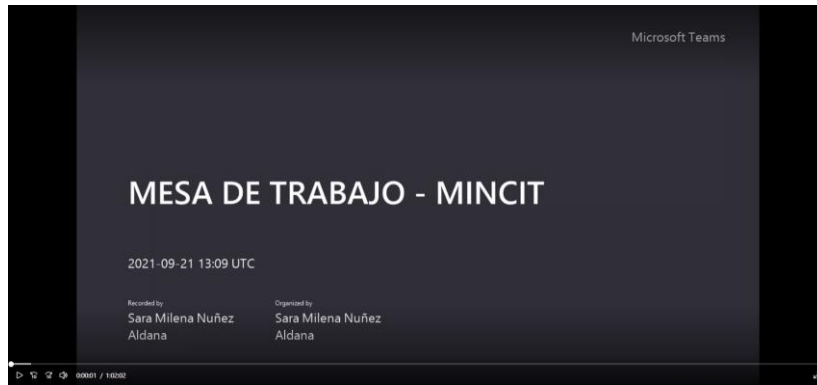 Microsoft Teams
MESA DE TRABAJO - MINCIT
2021-09-21 13:09 UTC
Recorded by
Organized by
Sara Milena Nuñez
Aldana
Sara Milena Nuñez
Aldana
0:00:01 / 1:02:02